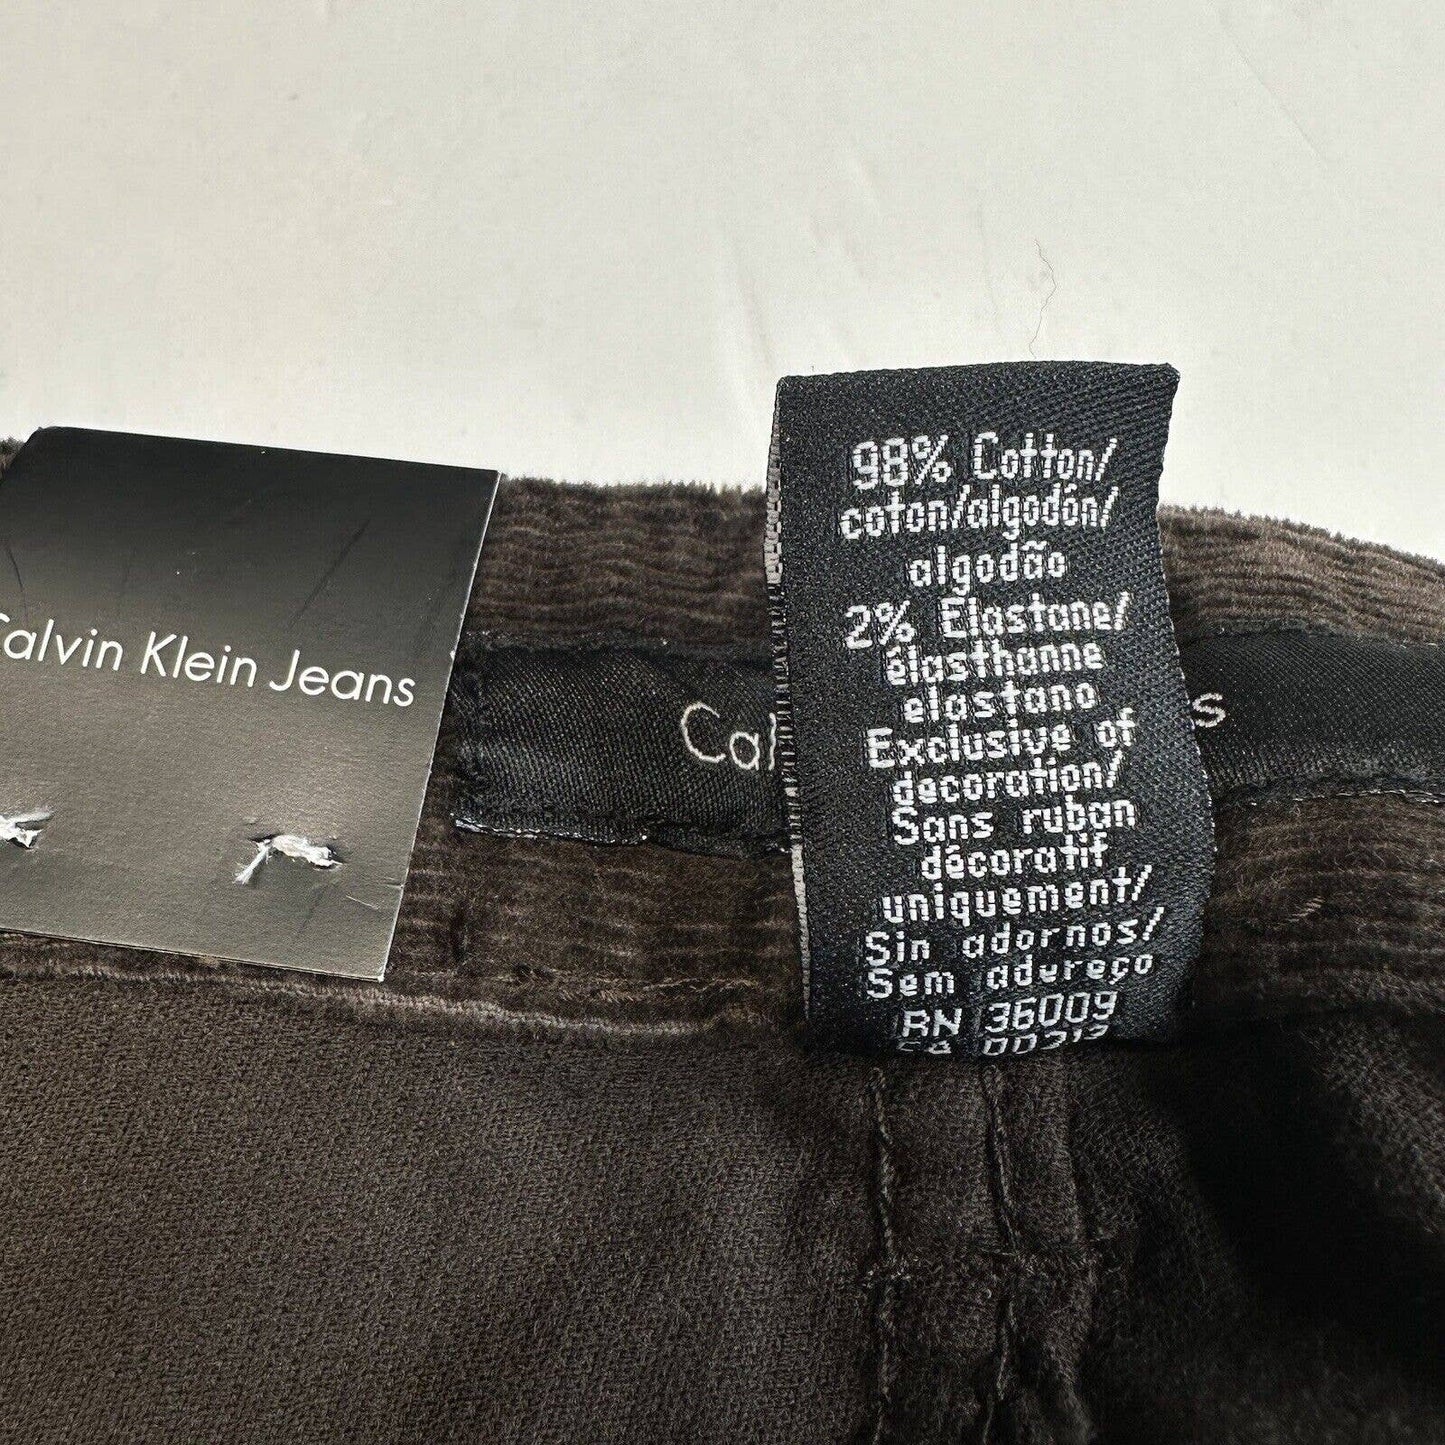 Calvin Klein Jeans
Cal s
98% Cotton/
coton/algodón/
algodão
2% Elastane/
élasthanne
elastano
Exclusive of
decoration/
Sans ruban
décoratif
uniquement/
Sin adornos/
Sem adereço
RN 36009